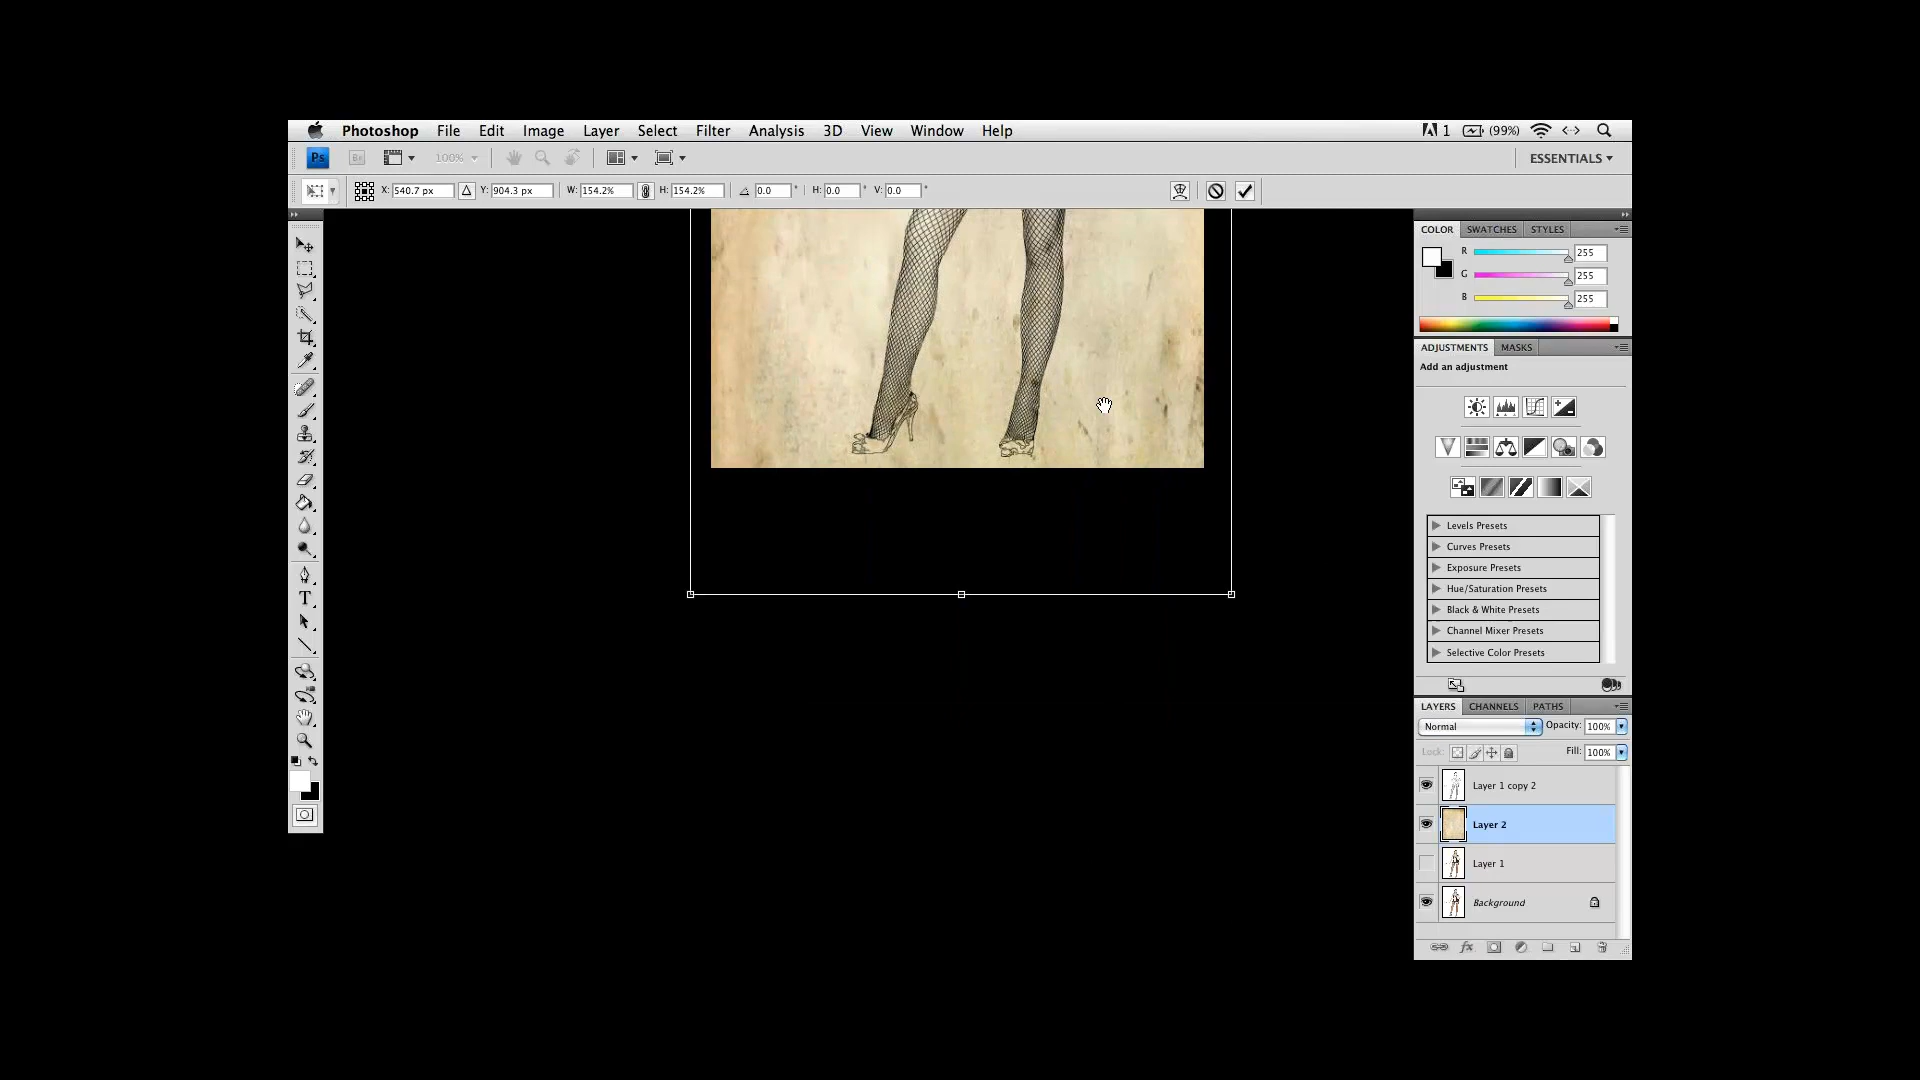 Photoshop File Edit Image Layer Select Filter Analysis 3D View Window Help 1 (99%)
Ps Br 100% ESSENTIALS
X: 540.7 px Y: 904.3 px W: 154.2% H: 154.2% 0.0 ° H: 0.0 ° V: 0.0 °
COLOR SWATCHES STYLES
R 255
G 255
B 255
ADJUSTMENTS MASKS
Add an adjustment
Levels Presets
Curves Presets
Exposure Presets
Hue/Saturation Presets
Black & White Presets
Channel Mixer Presets
Selective Color Presets
LAYERS CHANNELS PATHS
Normal Opacity: 100%
Lock: Fill: 100%
Layer 1 copy 2
Layer 2
Layer 1
Background
fx